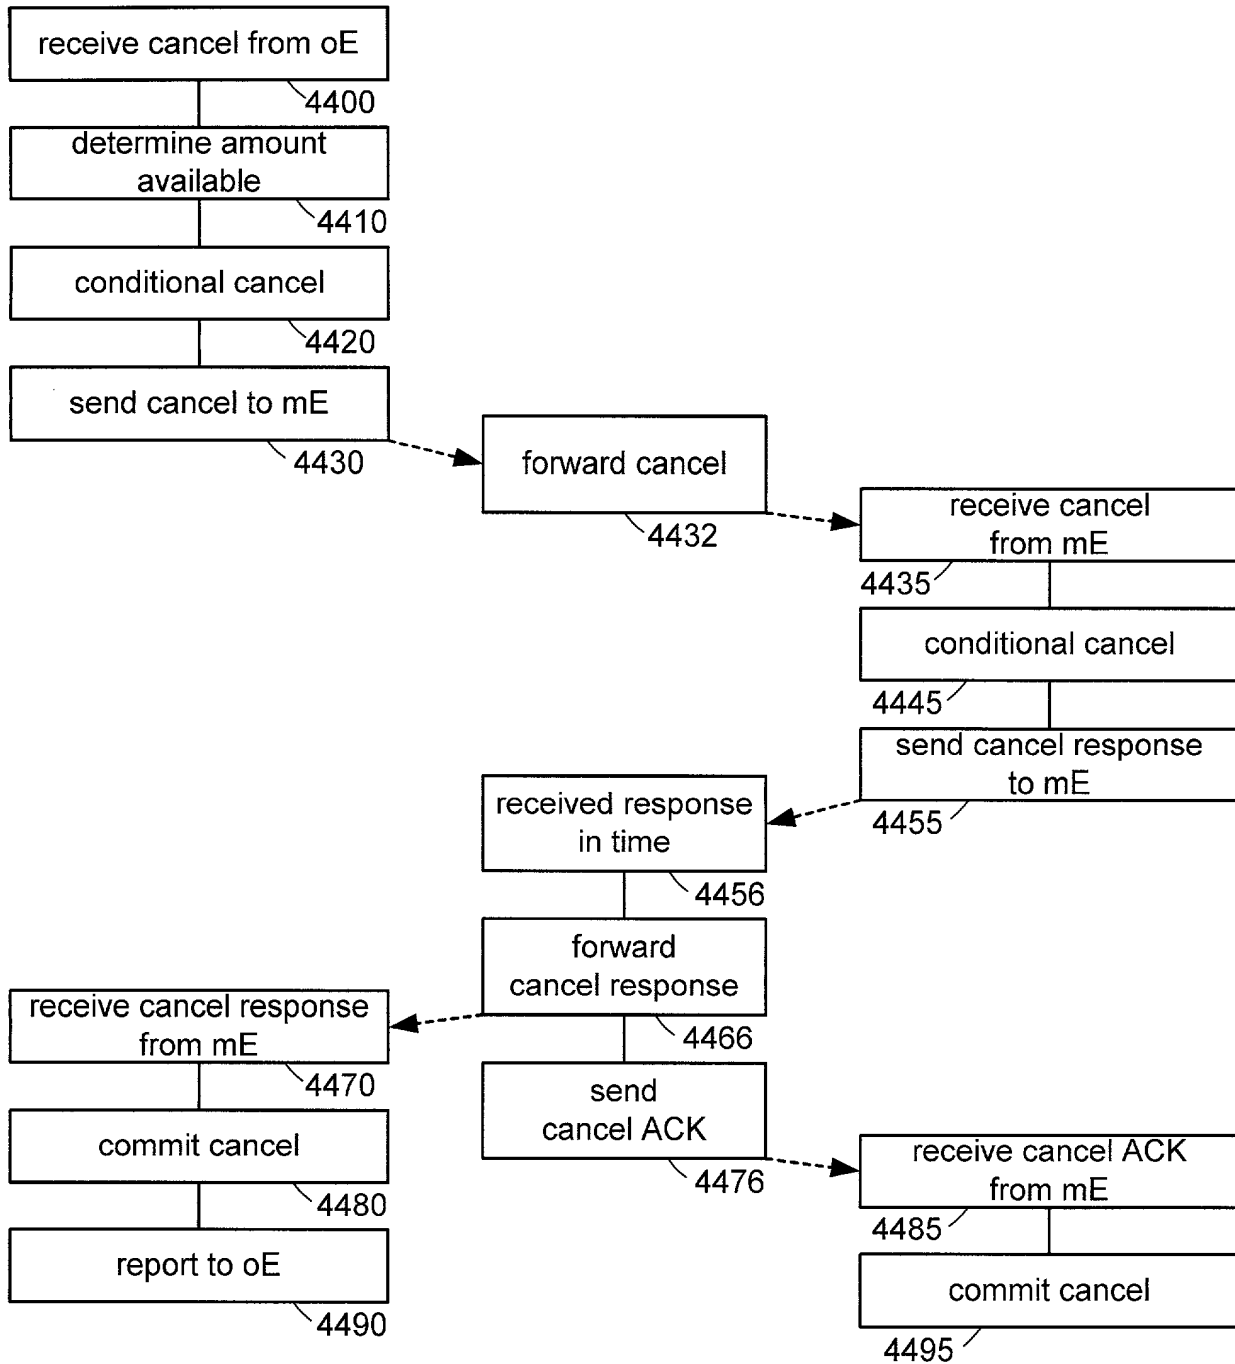 receive cancel from oE
4400
determine amount
available
4410
conditional cancel
4420
send cancel to mE
4430
forward cancel
4432
receive cancel
from mE
4435
conditional cancel
4445
send cancel response
to mE
4455
received response
in time
4456
forward
cancel response
4466
receive cancel response
from mE
4470
send
cancel ACK
4476
commit cancel
4480
receive cancel ACK
from mE
4485
report to oE
4490
commit cancel
4495